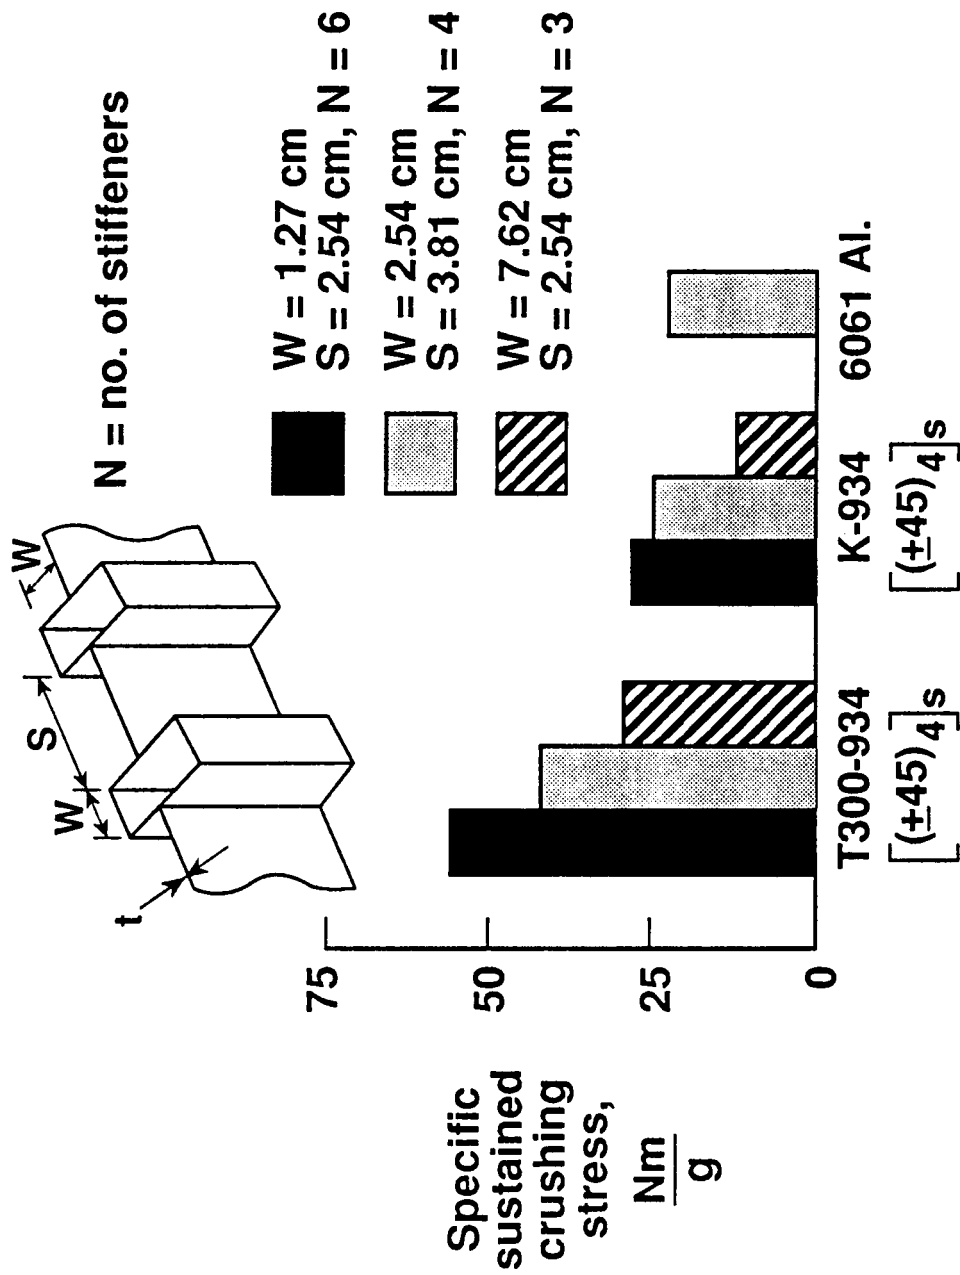 W
S
W
t
N = no. of stiffeners
W = 1.27 cm
S = 2.54 cm, N = 6
W = 2.54 cm
S = 3.81 cm, N = 4
W = 7.62 cm
S = 2.54 cm, N = 3
75
50
25
0
Specific
sustained
crushing
stress,
Nm
g
T300-934
[(±45)4]s
K-934
[(±45)4]s
6061 Al.